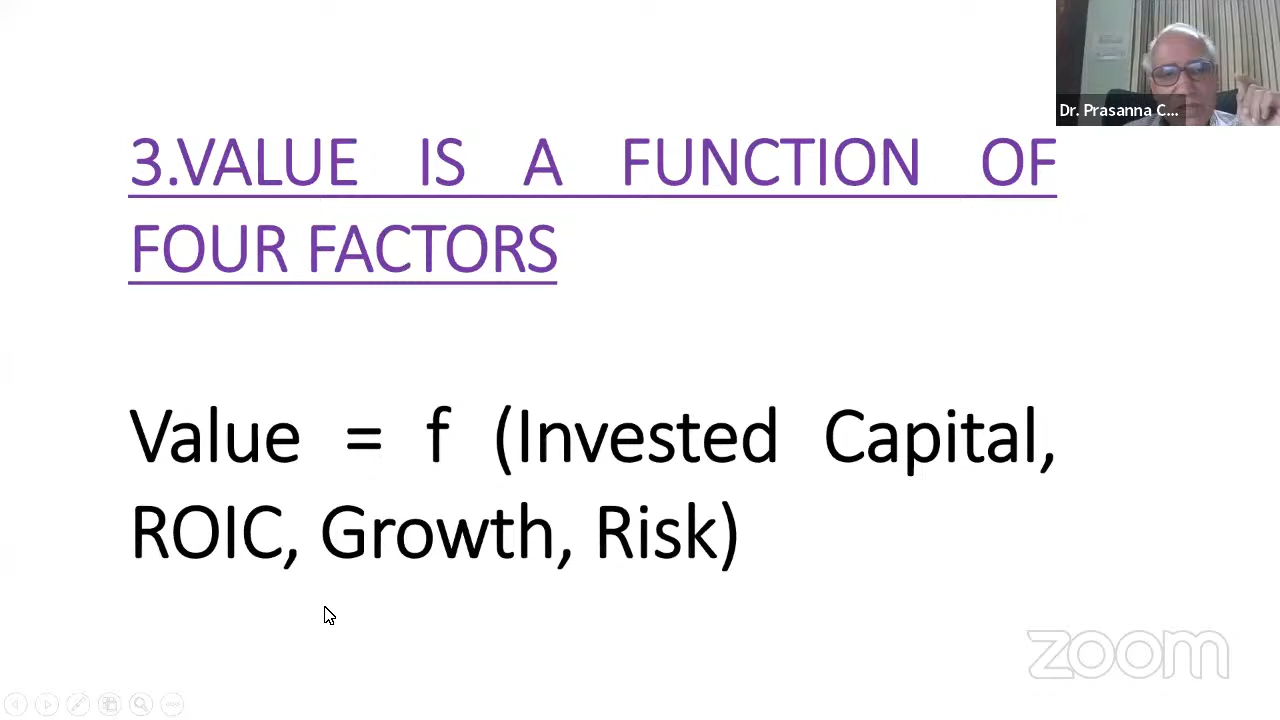 Dr. Prasanna C...
3.VALUE IS A FUNCTION OF
FOUR FACTORS
Value = f (Invested Capital,
ROIC, Growth, Risk)
zoom